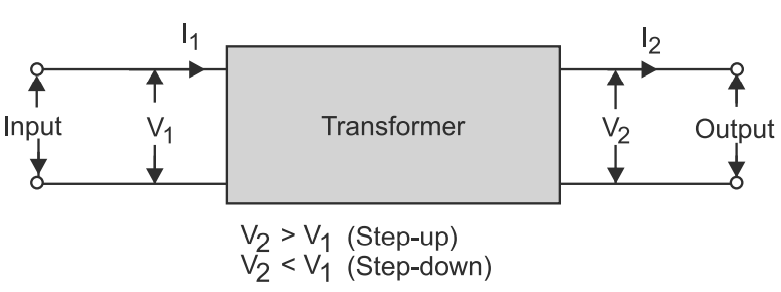 I1 I2
Input V1 Transformer V2 Output
V2 > V1 (Step-up)
V2 < V1 (Step-down)